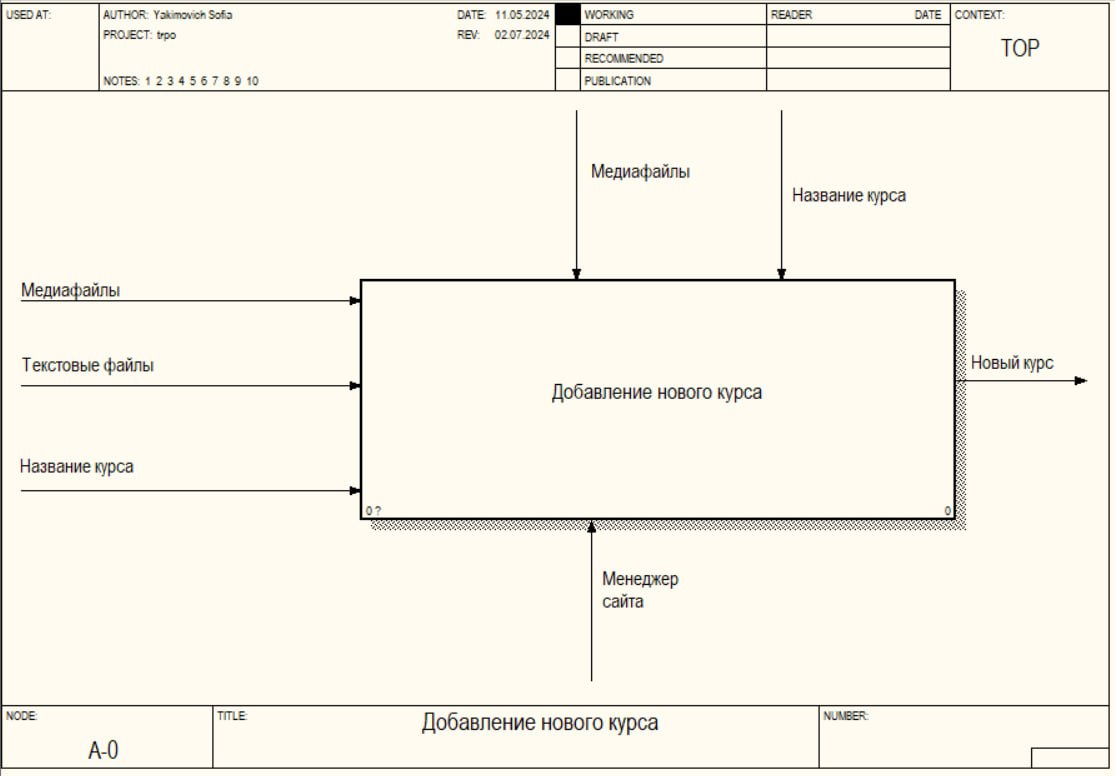 USED AT:
AUTHOR: Yakimovich Sofia
DATE: 11.05.2024
WORKING
READER
DATE
CONTEXT:
PROJECT: trpo
REV: 02.07.2024
DRAFT
TOP
RECOMMENDED
NOTES: 1 2 3 4 5 6 7 8 9 10
PUBLICATION
Медиафайлы
Название курса
Медиафайлы
Текстовые файлы
Новый курс
Добавление нового курса
Название курса
0 ?
0
Менеджер
сайта
NODE:
TITLE:
Добавление нового курса
NUMBER:
A-0